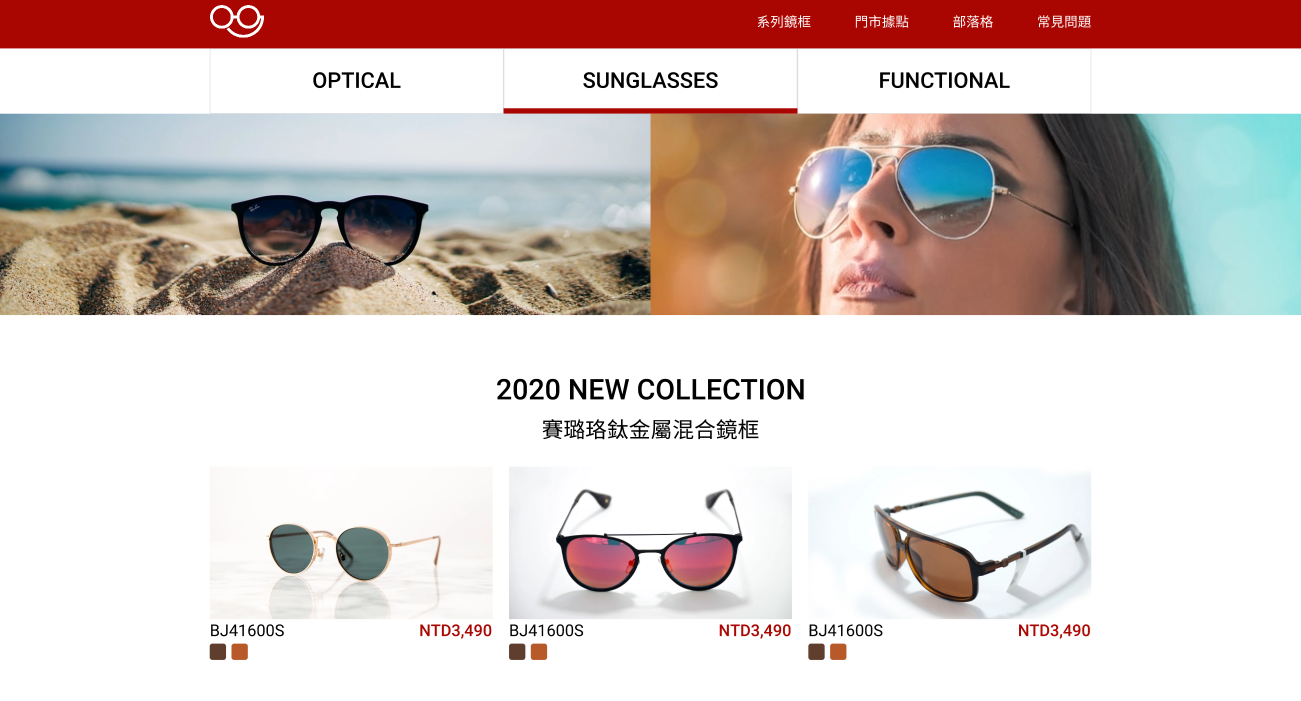 系列鏡框 門市據點 部落格 常見問題
OPTICAL SUNGLASSES FUNCTIONAL
Ray-Ban
2020 NEW COLLECTION
賽璐珞鈦金屬混合鏡框
BJ41600S NTD3,490 BJ41600S NTD3,490 BJ41600S NTD3,490